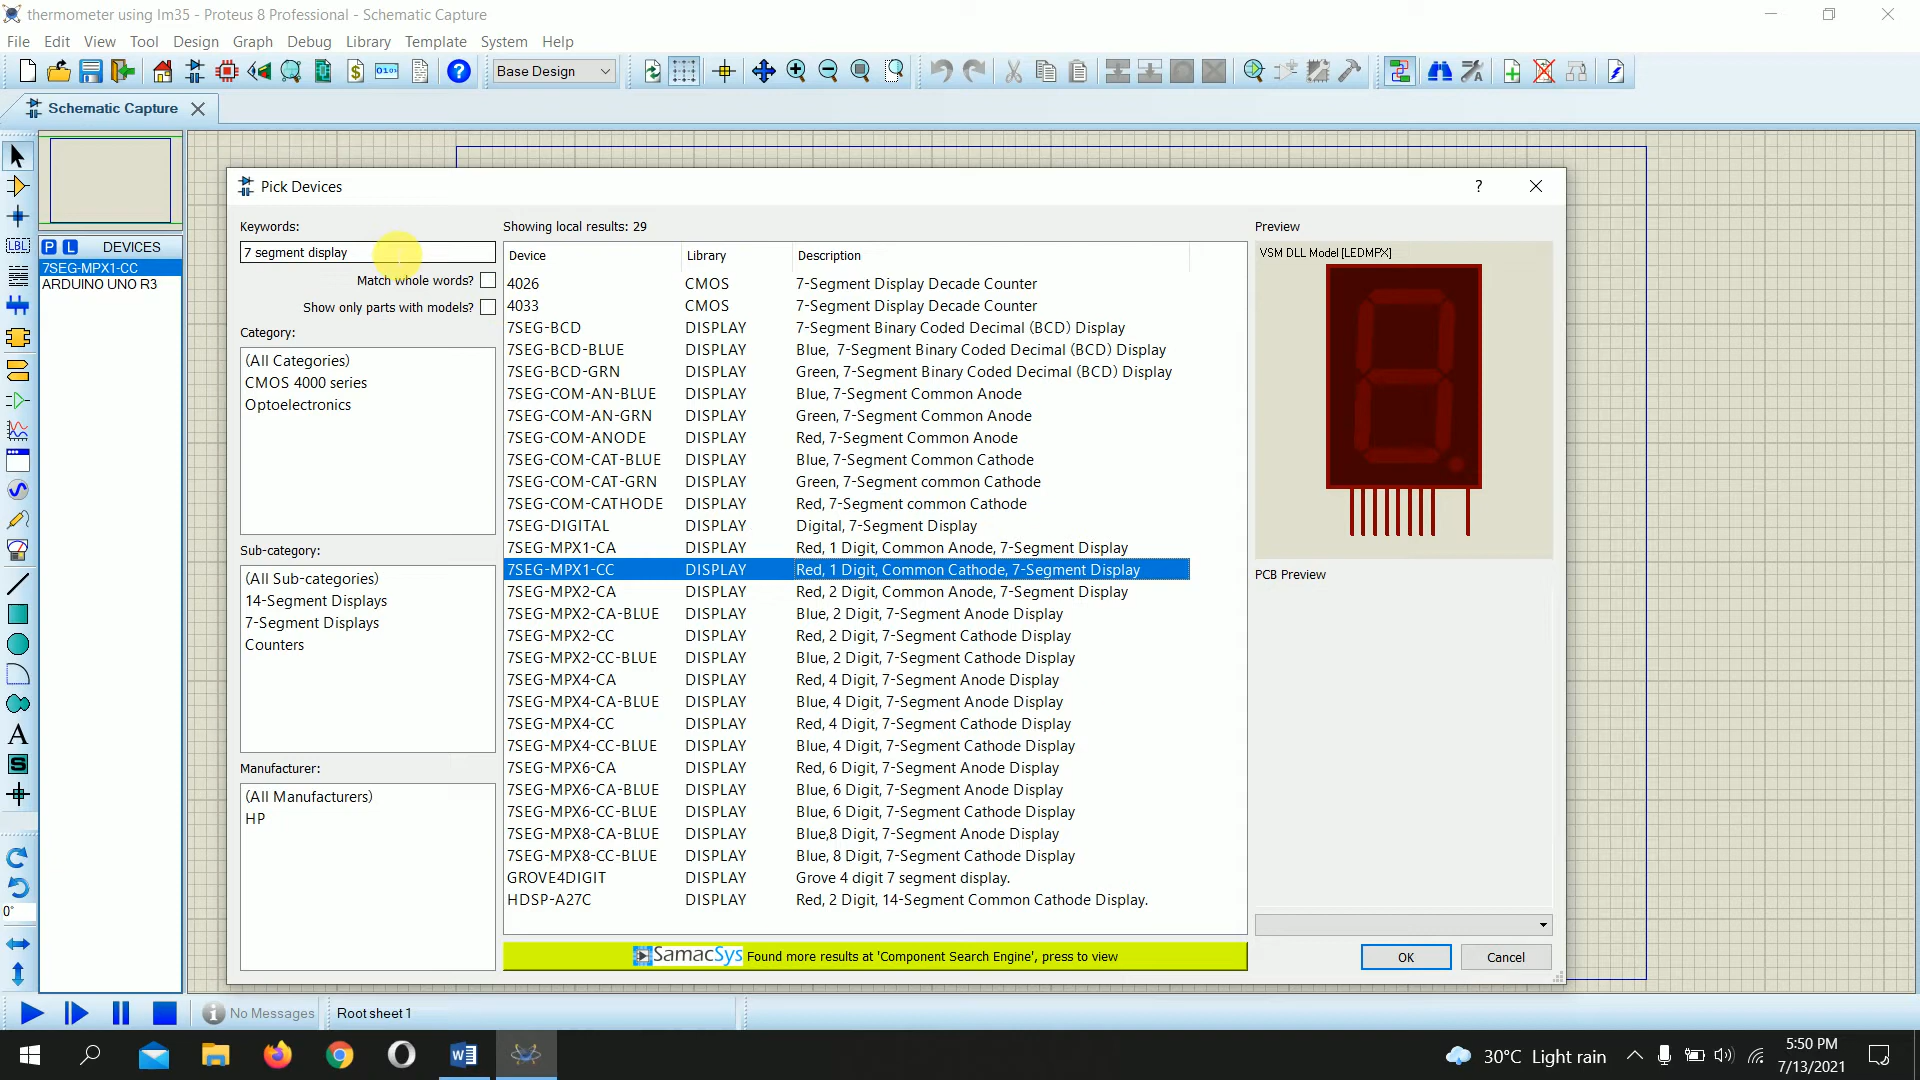 thermometer using lm35 - Proteus 8 Professional - Schematic Capture
File Edit View Tool Design Graph Debug Library Template System Help
$ 0101 ? Base Design
Schematic Capture
Pick Devices ?
Keywords:
7 segment display
Match whole words?
Show only parts with models?
Category:
(All Categories)
CMOS 4000 series
Optoelectronics
Sub-category:
(All Sub-categories)
14-Segment Displays
7-Segment Displays
Counters
Manufacturer:
(All Manufacturers)
HP
Showing local results: 29
Device Library Description
4026 CMOS 7-Segment Display Decade Counter
4033 CMOS 7-Segment Display Decade Counter
7SEG-BCD DISPLAY 7-Segment Binary Coded Decimal (BCD) Display
7SEG-BCD-BLUE DISPLAY Blue, 7-Segment Binary Coded Decimal (BCD) Display
7SEG-BCD-GRN DISPLAY Green, 7-Segment Binary Coded Decimal (BCD) Display
7SEG-COM-AN-BLUE DISPLAY Blue, 7-Segment Common Anode
7SEG-COM-AN-GRN DISPLAY Green, 7-Segment Common Anode
7SEG-COM-ANODE DISPLAY Red, 7-Segment Common Anode
7SEG-COM-CAT-BLUE DISPLAY Blue, 7-Segment Common Cathode
7SEG-COM-CAT-GRN DISPLAY Green, 7-Segment common Cathode
7SEG-COM-CATHODE DISPLAY Red, 7-Segment common Cathode
7SEG-DIGITAL DISPLAY Digital, 7-Segment Display
7SEG-MPX1-CA DISPLAY Red, 1 Digit, Common Anode, 7-Segment Display
7SEG-MPX1-CC DISPLAY Red, 1 Digit, Common Cathode, 7-Segment Display
7SEG-MPX2-CA DISPLAY Red, 2 Digit, Common Anode, 7-Segment Display
7SEG-MPX2-CA-BLUE DISPLAY Blue, 2 Digit, 7-Segment Anode Display
7SEG-MPX2-CC DISPLAY Red, 2 Digit, 7-Segment Cathode Display
7SEG-MPX2-CC-BLUE DISPLAY Blue, 2 Digit, 7-Segment Cathode Display
7SEG-MPX4-CA DISPLAY Red, 4 Digit, 7-Segment Anode Display
7SEG-MPX4-CA-BLUE DISPLAY Blue, 4 Digit, 7-Segment Anode Display
7SEG-MPX4-CC DISPLAY Red, 4 Digit, 7-Segment Cathode Display
7SEG-MPX4-CC-BLUE DISPLAY Blue, 4 Digit, 7-Segment Cathode Display
7SEG-MPX6-CA DISPLAY Red, 6 Digit, 7-Segment Anode Display
7SEG-MPX6-CA-BLUE DISPLAY Blue, 6 Digit, 7-Segment Anode Display
7SEG-MPX6-CC-BLUE DISPLAY Blue, 6 Digit, 7-Segment Cathode Display
7SEG-MPX8-CA-BLUE DISPLAY Blue,8 Digit, 7-Segment Anode Display
7SEG-MPX8-CC-BLUE DISPLAY Blue, 8 Digit, 7-Segment Cathode Display
GROVE4DIGIT DISPLAY Grove 4 digit 7 segment display.
HDSP-A27C DISPLAY Red, 2 Digit, 14-Segment Common Cathode Display.
SamacSys Found more results at 'Component Search Engine', press to view
Preview
VSM DLL Model [LEDMPX]
PCB Preview
OK Cancel
P L DEVICES
7SEG-MPX1-CC
ARDUINO UNO R3
LBL
A
S
0°
No Messages Root sheet 1
W 30°C Light rain
5:50 PM
7/13/2021